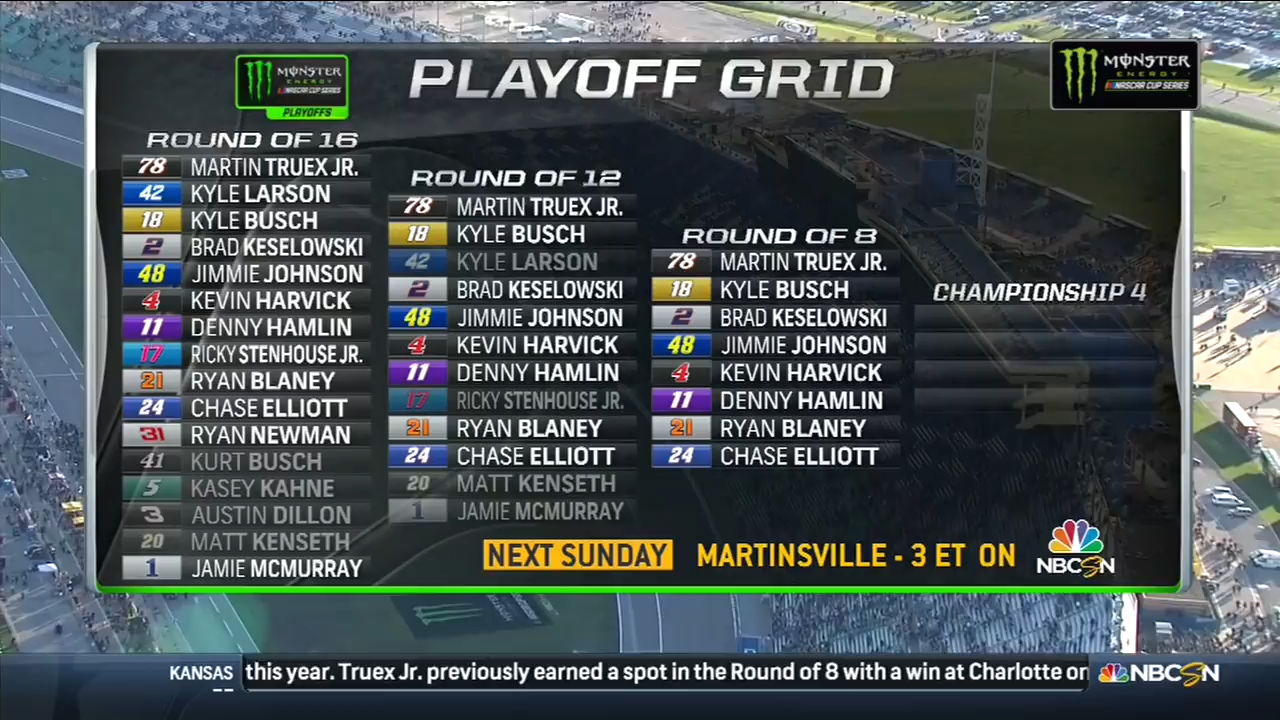 MONSTER
ENERGY
NASCAR CUP SERIES
PLAYOFFS
PLAYOFF GRID
MONSTER
ENERGY
NASCAR CUP SERIES
ROUND OF 16
78 MARTIN TRUEX JR.
42 KYLE LARSON
18 KYLE BUSCH
2 BRAD KESELOWSKI
48 JIMMIE JOHNSON
4 KEVIN HARVICK
11 DENNY HAMLIN
17 RICKY STENHOUSE JR.
21 RYAN BLANEY
24 CHASE ELLIOTT
31 RYAN NEWMAN
41 KURT BUSCH
5 KASEY KAHNE
3 AUSTIN DILLON
20 MATT KENSETH
1 JAMIE MCMURRAY
ROUND OF 12
78 MARTIN TRUEX JR.
18 KYLE BUSCH
42 KYLE LARSON
2 BRAD KESELOWSKI
48 JIMMIE JOHNSON
4 KEVIN HARVICK
11 DENNY HAMLIN
17 RICKY STENHOUSE JR.
21 RYAN BLANEY
24 CHASE ELLIOTT
20 MATT KENSETH
1 JAMIE MCMURRAY
ROUND OF 8
78 MARTIN TRUEX JR.
18 KYLE BUSCH
2 BRAD KESELOWSKI
48 JIMMIE JOHNSON
4 KEVIN HARVICK
11 DENNY HAMLIN
21 RYAN BLANEY
24 CHASE ELLIOTT
CHAMPIONSHIP 4
NEXT SUNDAY MARTINSVILLE - 3 ET ON NBCSN
KANSAS this year. Truex Jr. previously earned a spot in the Round of 8 with a win at Charlotte on NBCSN